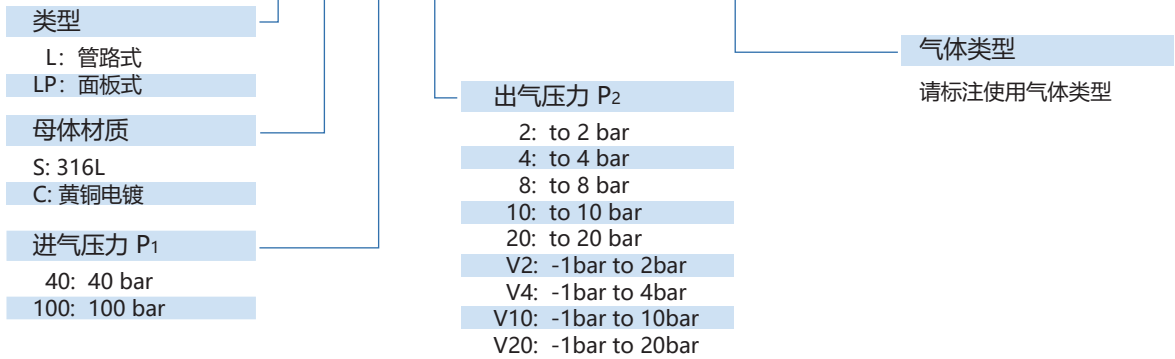 类型
L: 管路式
LP: 面板式
母体材质
S: 316L
C: 黄铜电镀
进气压力 P1
40: 40 bar
100: 100 bar
出气压力 P2
2: to 2 bar
4: to 4 bar
8: to 8 bar
10: to 10 bar
20: to 20 bar
V2: -1bar to 2bar
V4: -1bar to 4bar
V10: -1bar to 10bar
V20: -1bar to 20bar
气体类型
请标注使用气体类型